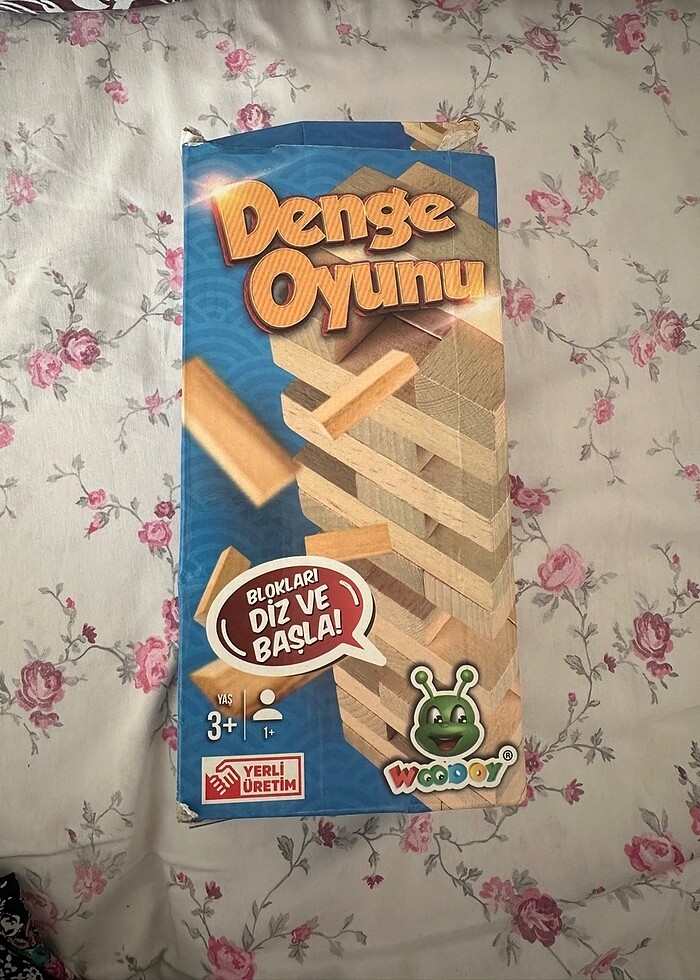 Denge
Oyunu
BLOKLARI
DİZ VE
BAŞLA!
YAŞ
3+
1+
YERLİ
ÜRETİM
WOODOY®